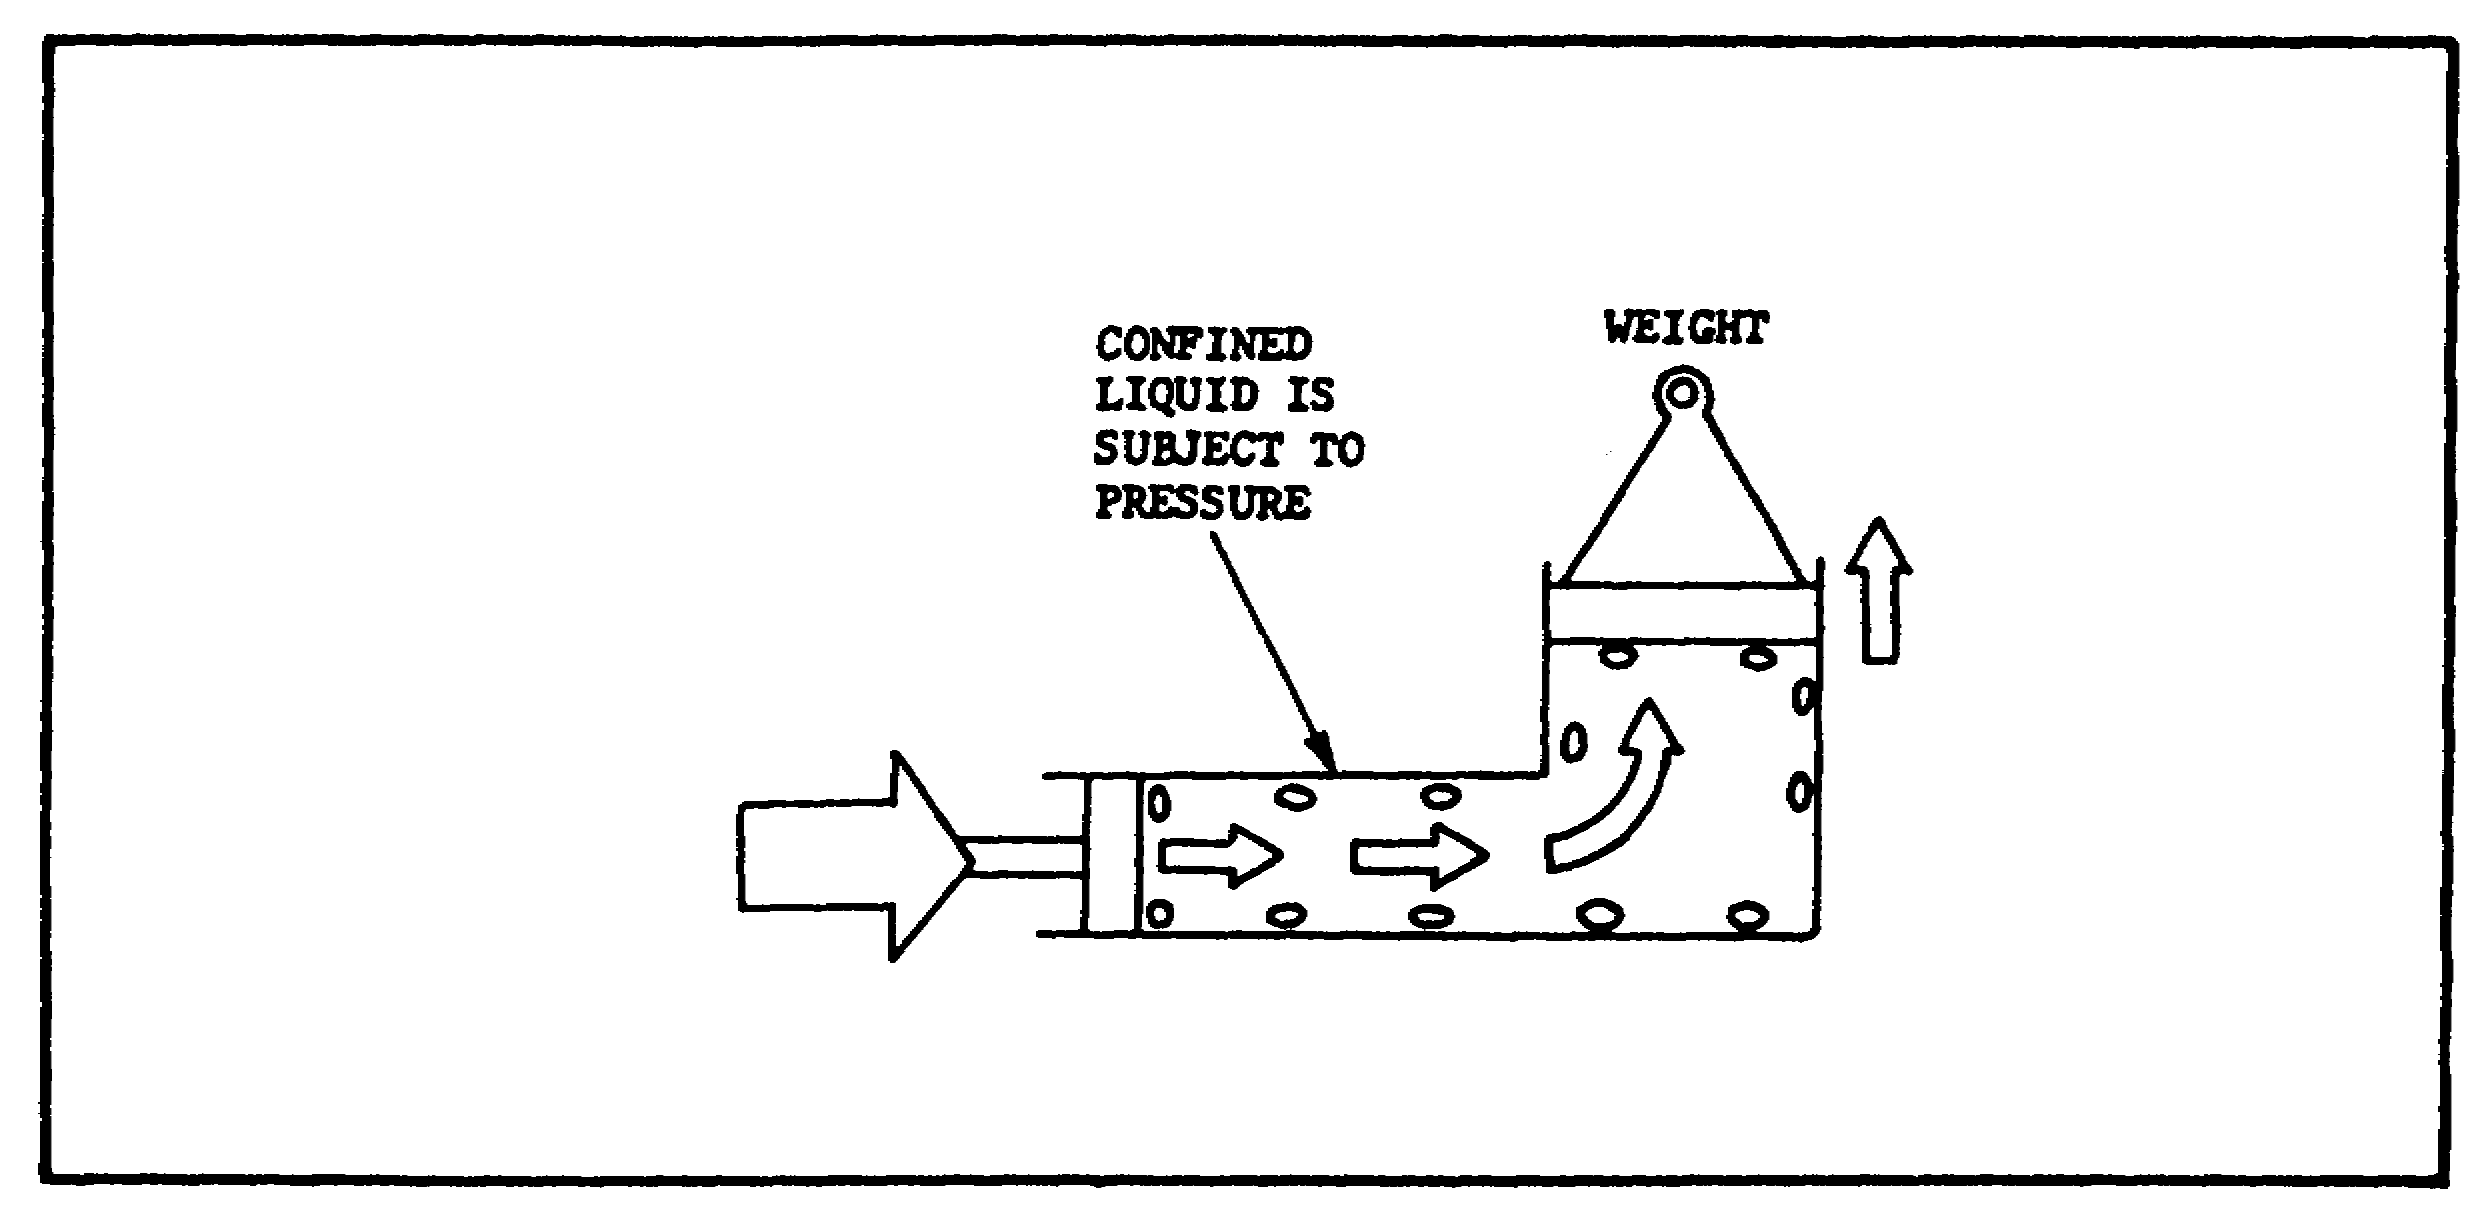 CONFINED
LIQUID IS
SUBJECT TO
PRESSURE
WEIGHT